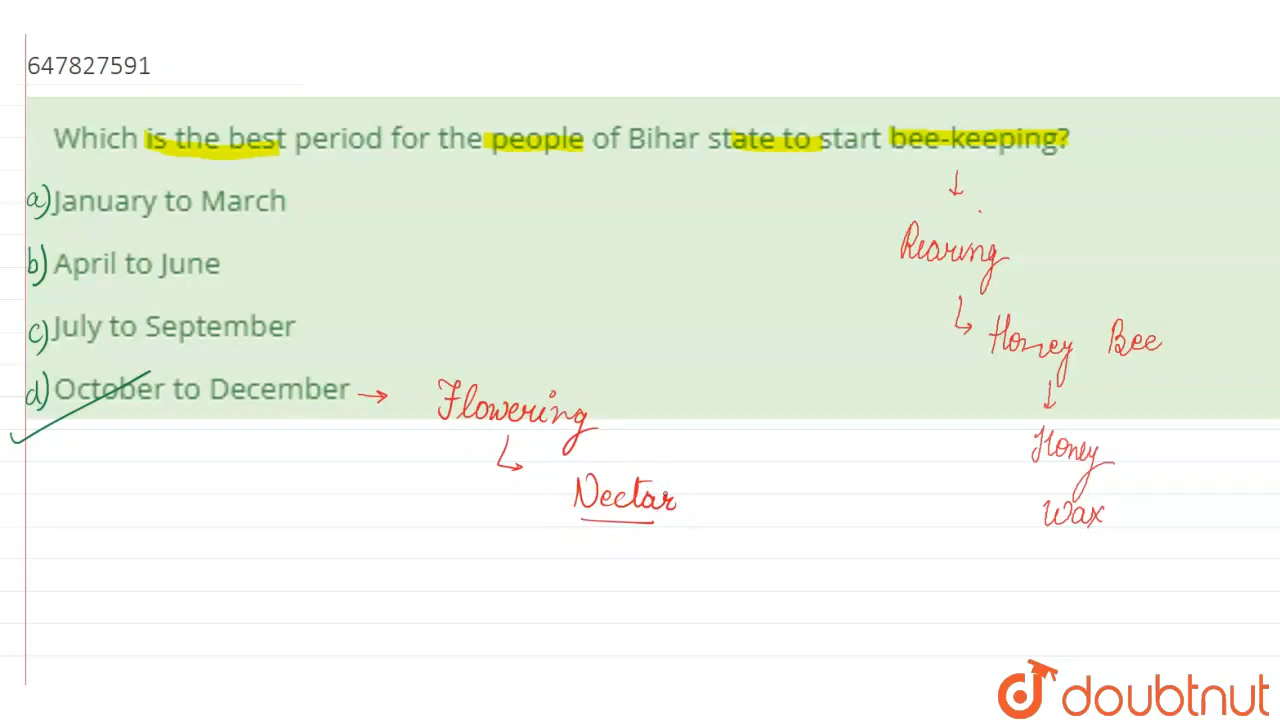 647827591
Which is the best period for the people of Bihar state to start bee-keeping?
a) January to March
b) April to June
c) July to September
d) October to December → Flowering
Nectar
Rearing
Honey Bee
Honey
Wax
doubtnut